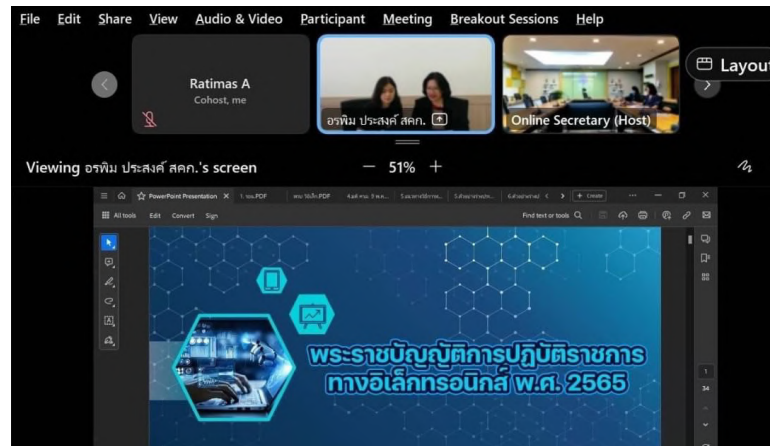 File Edit Share View Audio & Video Participant Meeting Breakout Sessions Help
Layout
Ratimas A
Cohost, me
อรพิม ประสงค์ สคก.
Online Secretary (Host)
Viewing อรพิม ประสงค์ สคก.'s screen
51%
PowerPoint Presentation
Create
All tools Edit Convert Sign
Find text or tools
พระราชบัญญัติการปฏิบัติราชการ
ทางอิเล็กทรอนิกส์ พ.ศ. 2565
1
34